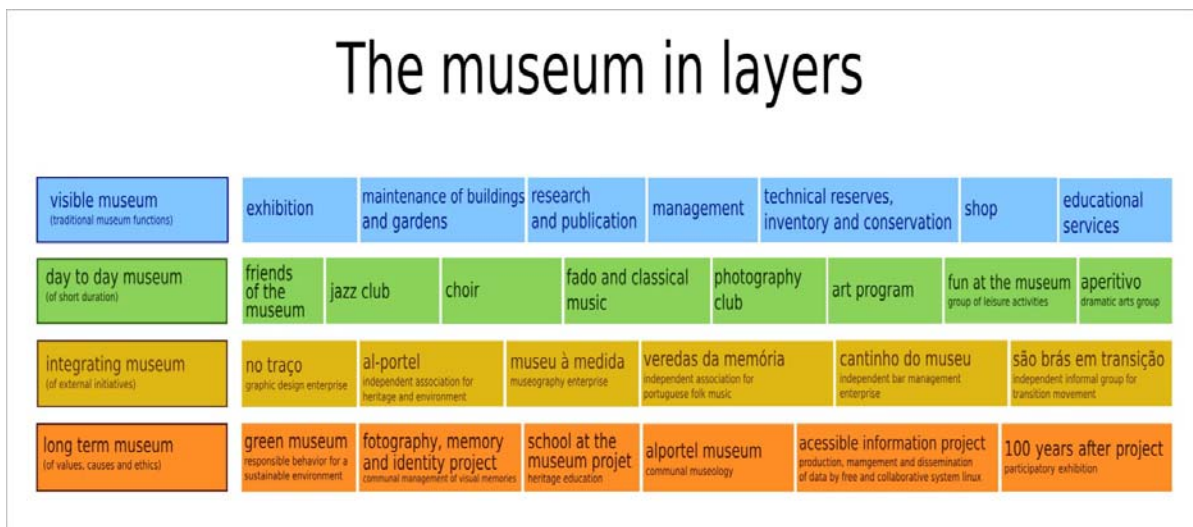 The museum in layers
visible museum
(traditional museum functions)
exhibition
maintenance of buildings
and gardens
research
and publication
management
technical reserves,
inventory and conservation
shop
educational
services
day to day museum
(of short duration)
friends
of the
museum
jazz club
choir
fado and classical
music
photography
club
art program
fun at the museum
group of leisure activities
aperitivo
dramatic arts group
integrating museum
(of external initiatives)
no traço
graphic design enterprise
al-portel
independent association for
heritage and environment
museu à medida
museography enterprise
veredas da memória
independent association for
portuguese folk music
cantinho do museu
independent bar management
enterprise
são brás em transição
independent informal group for
transition movement
long term museum
(of values, causes and ethics)
green museum
responsible behavior for a
sustainable environment
fotography, memory
and identity project
communal management of visual memories
school at the
museum projet
heritage education
alportel museum
communal museology
acessible information project
production, mamgement and dissemination
of data by free and collaborative system linux
100 years after project
participatory exhibition